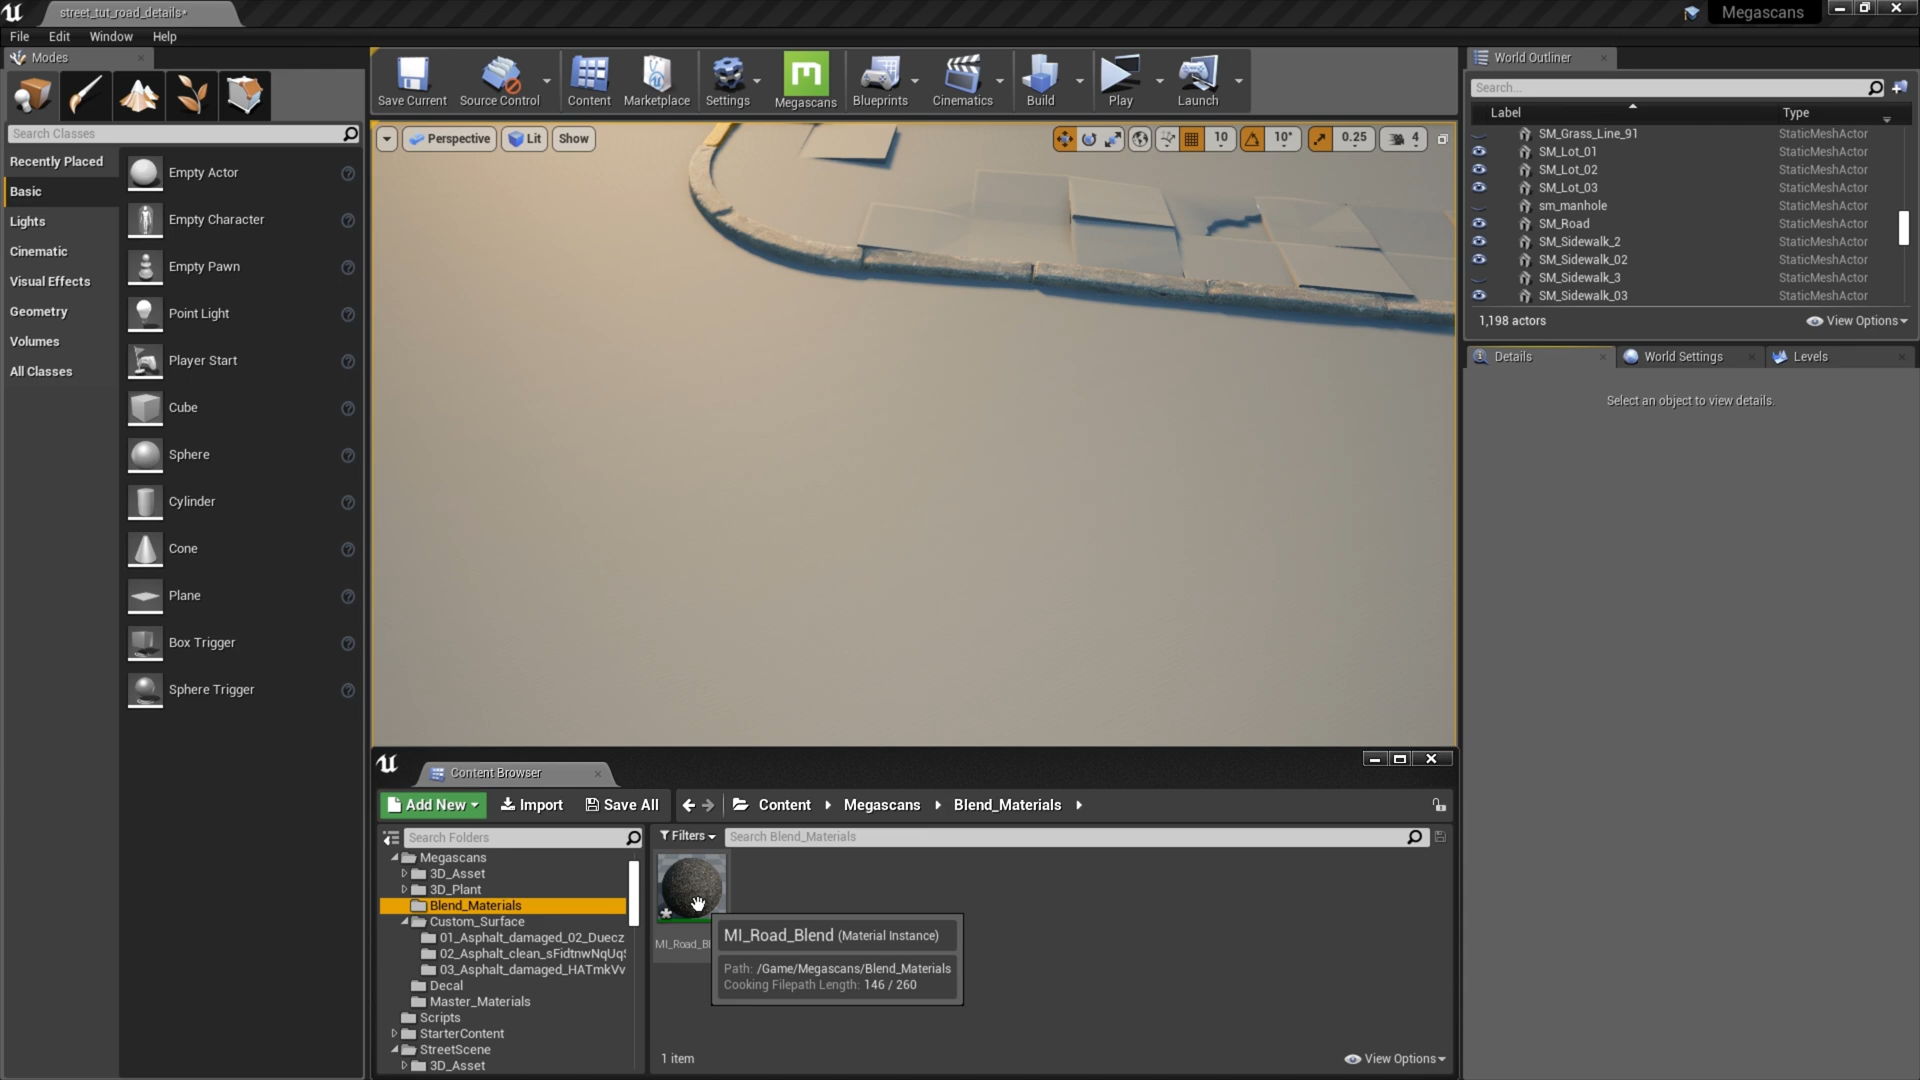 street_tut_road_details*
Megascans
File Edit Window Help
Modes
Search Classes
Recently Placed
Basic
Lights
Cinematic
Visual Effects
Geometry
Volumes
All Classes
Empty Actor
Empty Character
Empty Pawn
Point Light
Player Start
Cube
Sphere
Cylinder
Cone
Plane
Box Trigger
Sphere Trigger
Save Current Source Control Content Marketplace Settings Megascans Blueprints Cinematics Build Play Launch
Perspective Lit Show 10 10° 0.25 4
World Outliner
Search...
Label Type
SM_Grass_Line_91 StaticMeshActor
SM_Lot_01 StaticMeshActor
SM_Lot_02 StaticMeshActor
SM_Lot_03 StaticMeshActor
sm_manhole StaticMeshActor
SM_Road StaticMeshActor
SM_Sidewalk_2 StaticMeshActor
SM_Sidewalk_02 StaticMeshActor
SM_Sidewalk_3 StaticMeshActor
SM_Sidewalk_03 StaticMeshActor
1,198 actors View Options
Details World Settings Levels
Select an object to view details.
Content Browser
Add New Import Save All Content Megascans Blend_Materials
Search Folders
Filters Search Blend_Materials
Megascans
3D_Asset
3D_Plant
Blend_Materials
Custom_Surface
01_Asphalt_damaged_02_Duecz
02_Asphalt_clean_sFidtnwNqUq
03_Asphalt_damaged_HATmkVv
Decal
Master_Materials
Scripts
StarterContent
StreetScene
3D_Asset
MI_Road_Bl
MI_Road_Blend (Material Instance)
Path: /Game/Megascans/Blend_Materials
Cooking Filepath Length: 146 / 260
1 item View Options